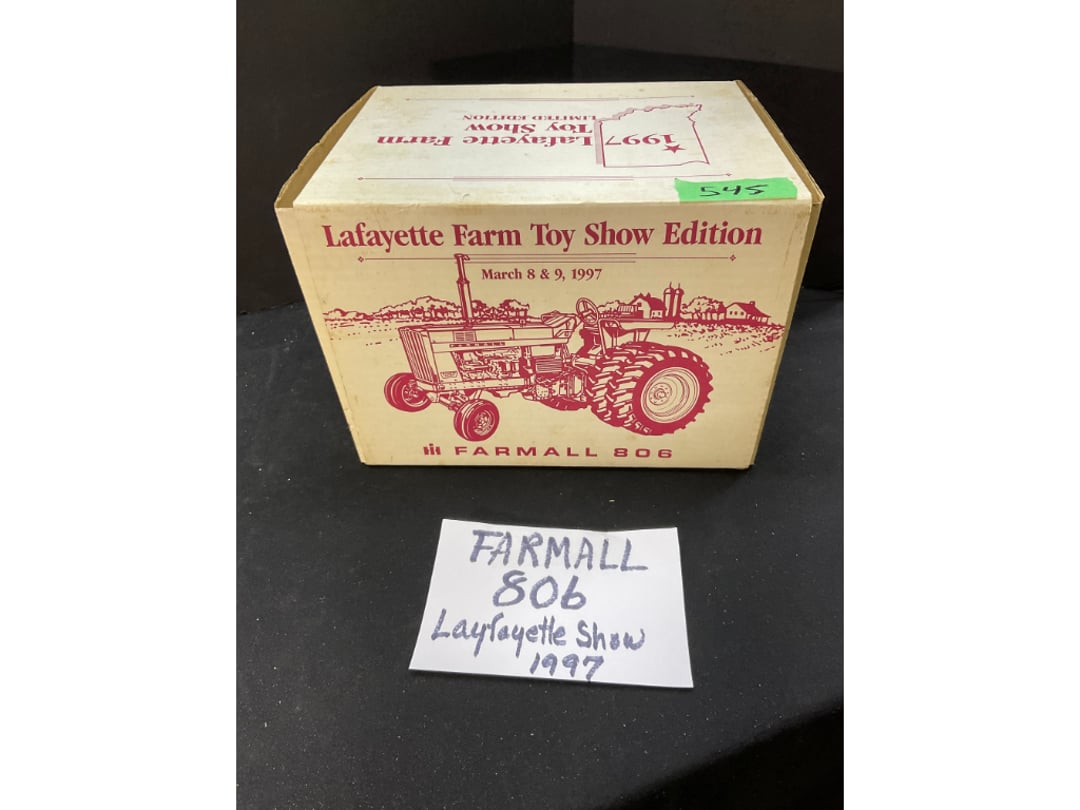 1997 Lafayette Farm
Toy Show
LIMITED EDITION
545
Lafayette Farm Toy Show Edition
March 8 & 9, 1997
FARMALL
IH FARMALL 806
FARMALL
806
Layfayette Show
1997